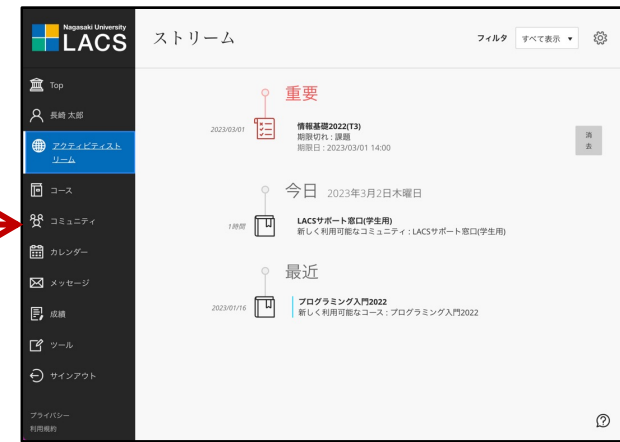 Nagasaki University
LACS
Top
長崎 太郎
アクティビティスト
リーム
コース
コミュニティ
カレンダー
メッセージ
成績
ツール
サインアウト
プライバシー
利用規約
ストリーム
フィルタ
すべて表示
重要
2023/03/01
情報基礎2022(T3)
期限切れ : 課題
期限日 : 2023/03/01 14:00
消
去
今日 2023年3月2日木曜日
1時間
LACSサポート窓口(学生用)
新しく利用可能なコミュニティ : LACSサポート窓口(学生用)
最近
2023/01/16
プログラミング入門2022
新しく利用可能なコース : プログラミング入門2022